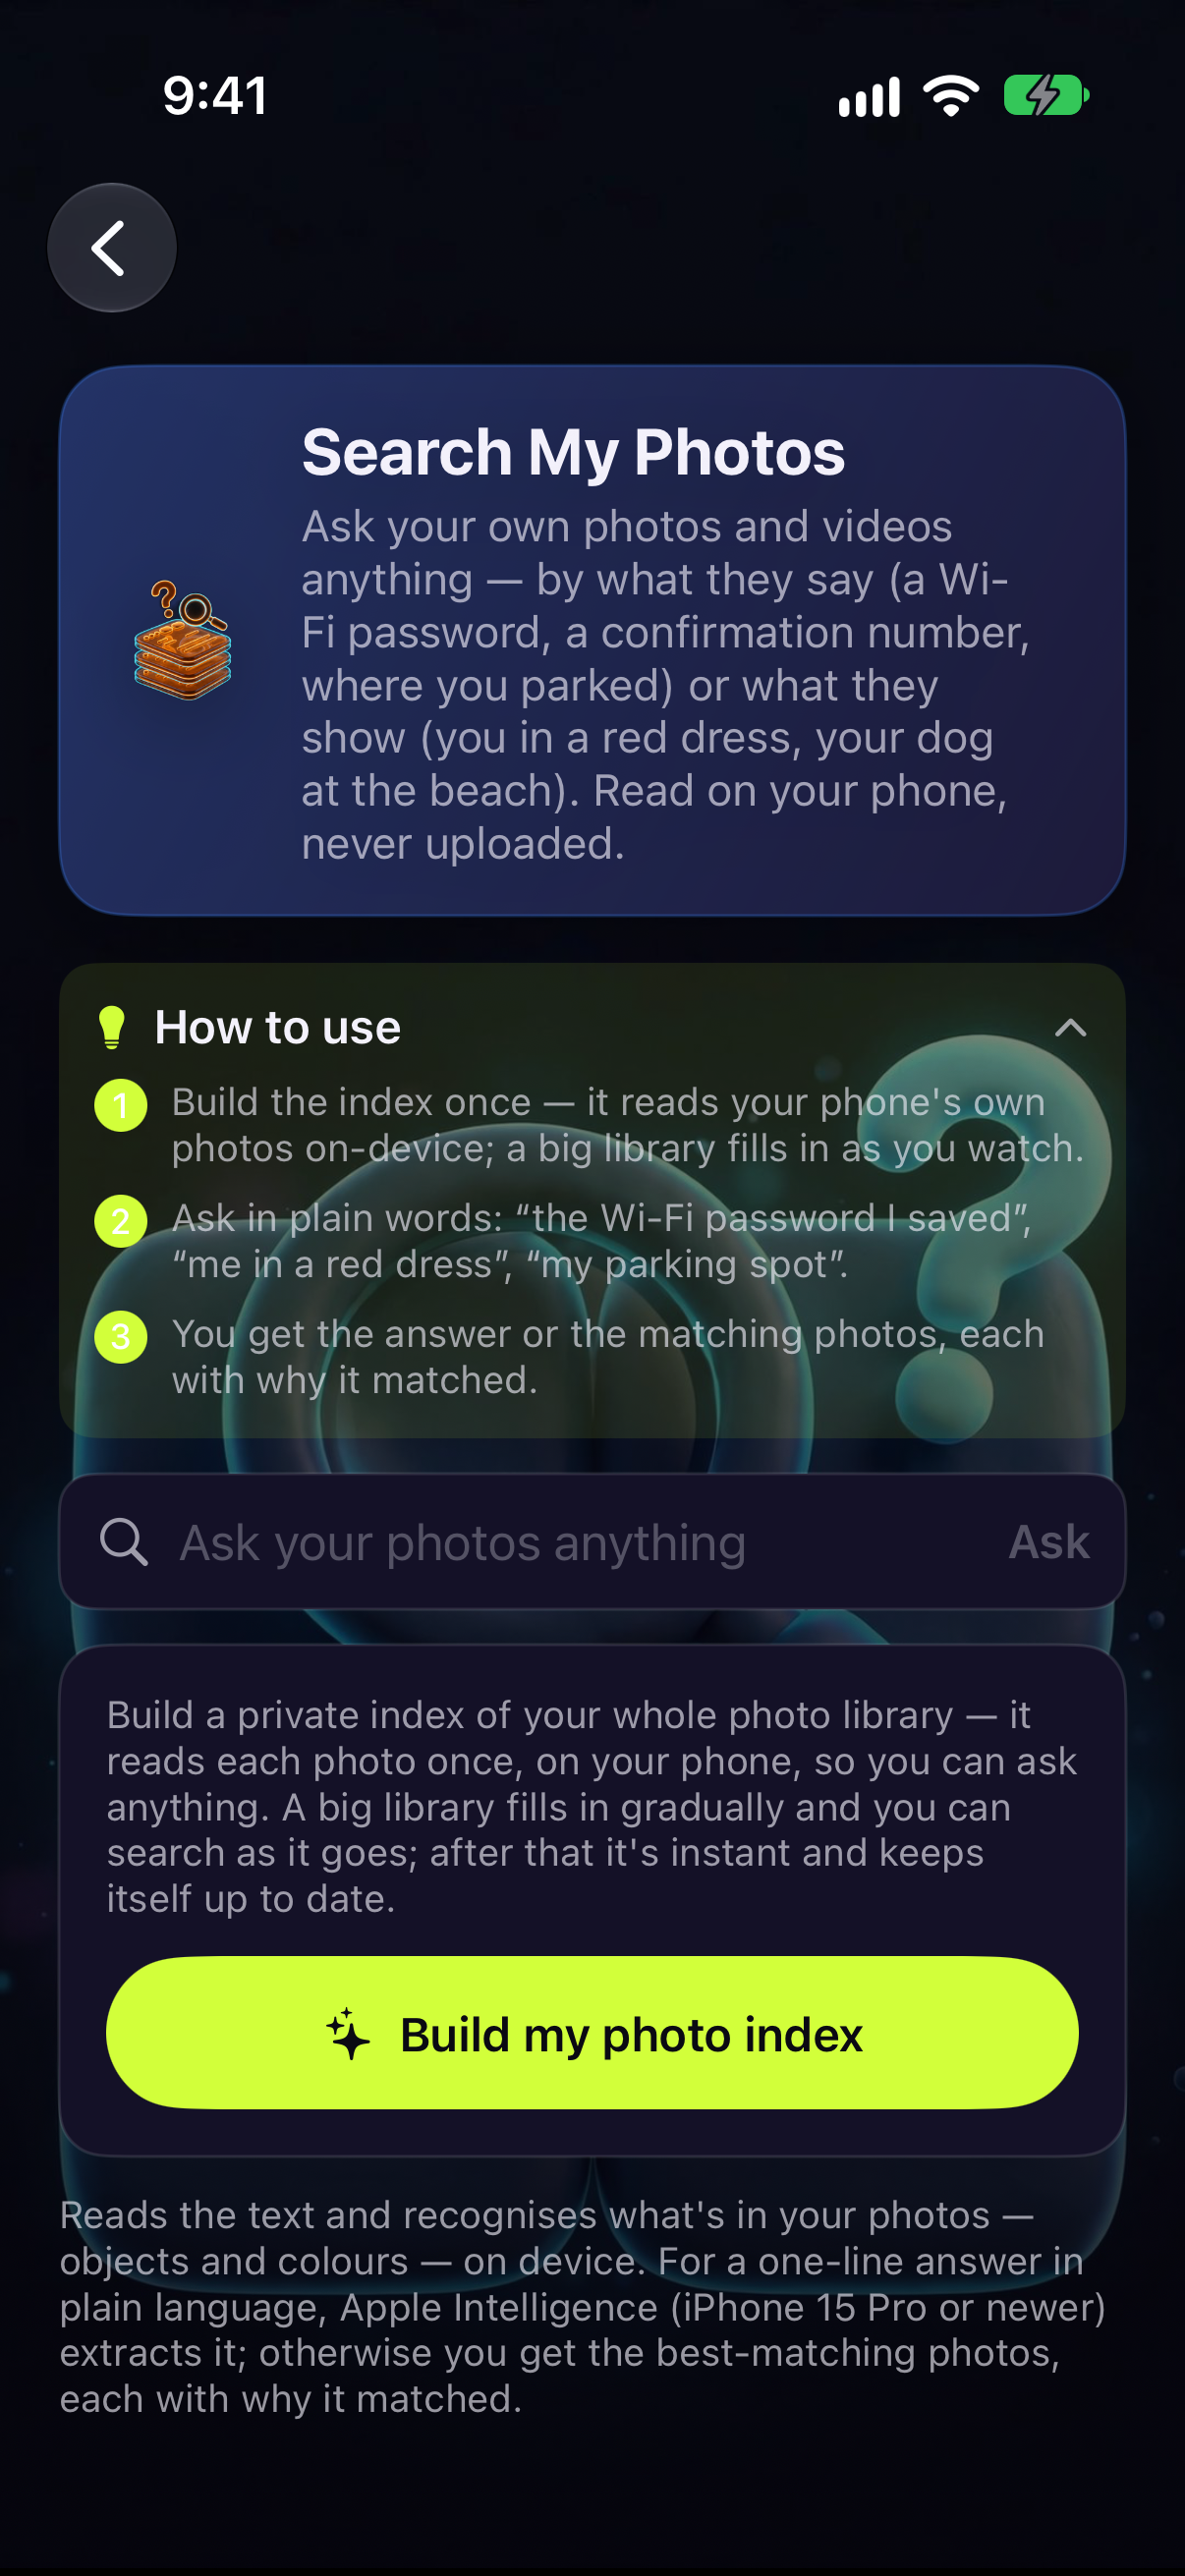 9:41
Search My Photos
Ask your own photos and videos
anything — by what they say (a Wi-
Fi password, a confirmation number,
where you parked) or what they
show (you in a red dress, your dog
at the beach). Read on your phone,
never uploaded.
How to use
1 Build the index once — it reads your phone's own
photos on-device; a big library fills in as you watch.
2 Ask in plain words: “the Wi-Fi password I saved”,
“me in a red dress”, “my parking spot”.
3 You get the answer or the matching photos, each
with why it matched.
Ask your photos anything Ask
Build a private index of your whole photo library — it
reads each photo once, on your phone, so you can ask
anything. A big library fills in gradually and you can
search as it goes; after that it's instant and keeps
itself up to date.
Build my photo index
Reads the text and recognises what's in your photos —
objects and colours — on device. For a one-line answer in
plain language, Apple Intelligence (iPhone 15 Pro or newer)
extracts it; otherwise you get the best-matching photos,
each with why it matched.